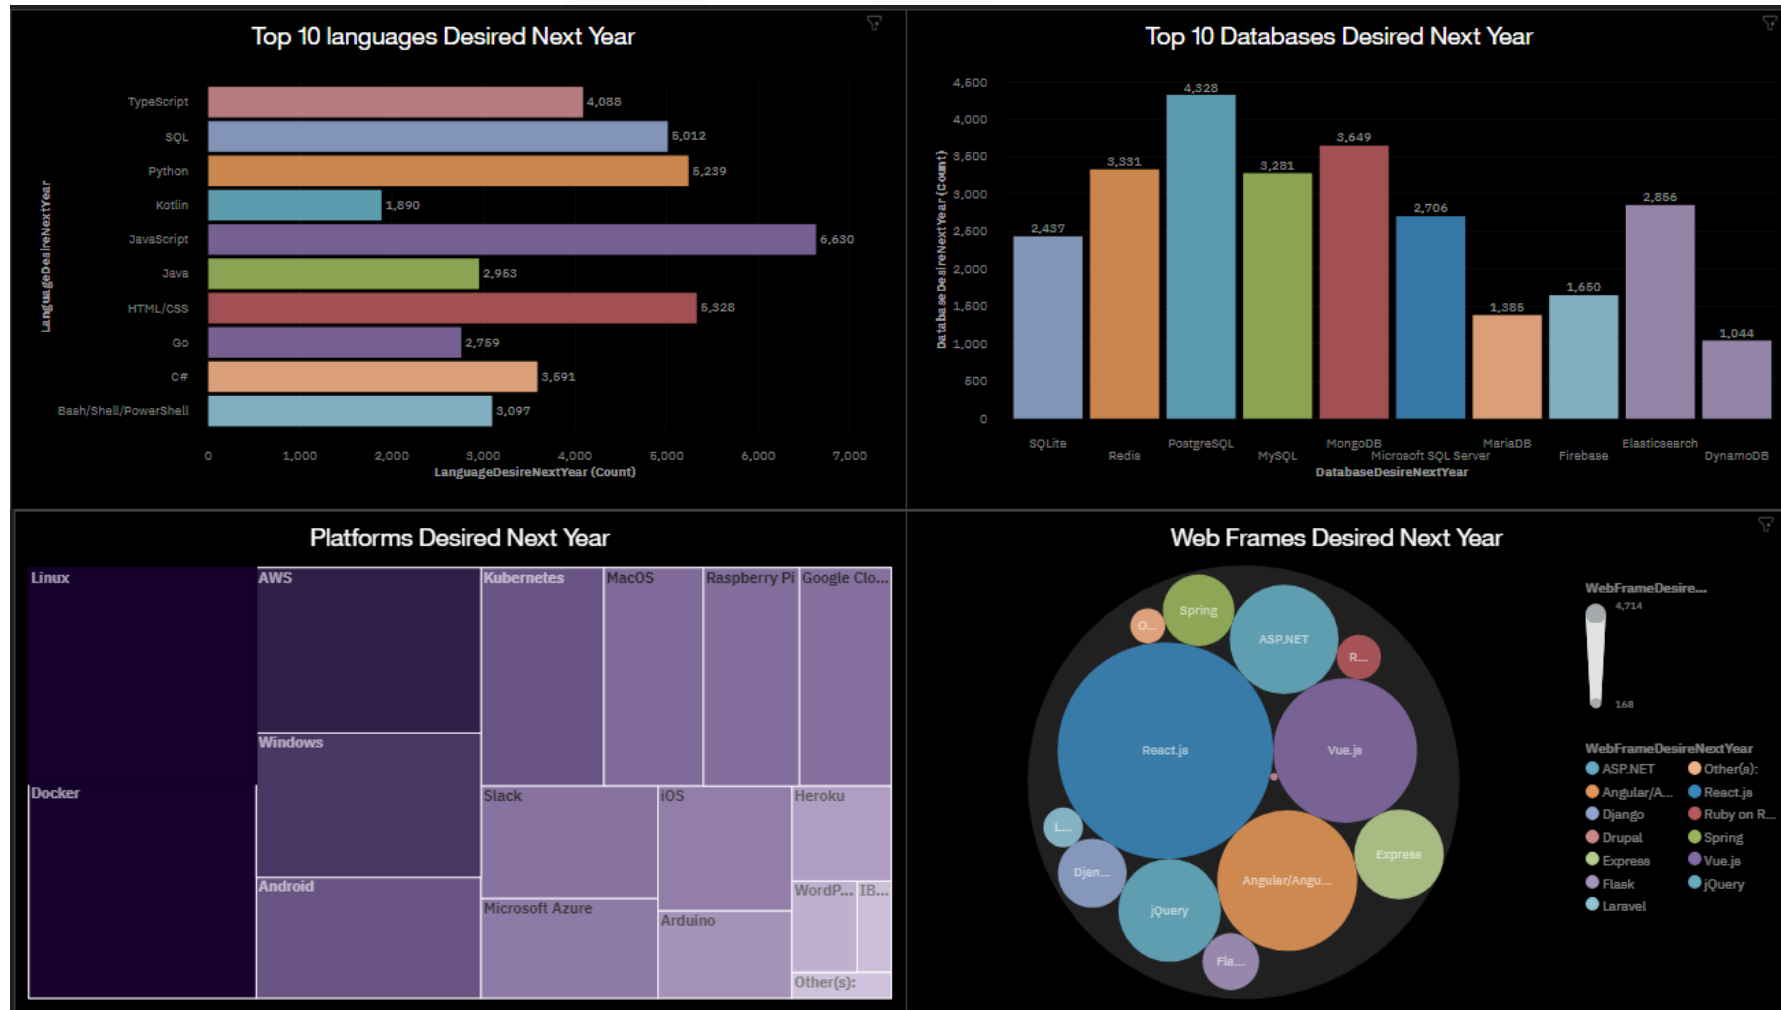 Top 10 languages Desired Next Year
LanguageDesireNextYear
TypeScript 4,088
SQL 5,012
Python 5,239
Kotlin 1,890
JavaScript 6,630
Java 2,953
HTML/CSS 5,328
Go 2,759
C# 3,591
Bash/Shell/PowerShell 3,097
0 1,000 2,000 3,000 4,000 5,000 6,000 7,000
LanguageDesireNextYear (Count)
Top 10 Databases Desired Next Year
DatabaseDesireNextYear (Count)
4,500
4,000
3,500
3,000
2,500
2,000
1,500
1,000
500
0
2,437 3,331 4,328 3,281 3,649 2,706 1,385 1,650 2,856 1,044
SQLite Redis PostgreSQL MySQL MongoDB Microsoft SQL Server MariaDB Firebase Elasticsearch DynamoDB
DatabaseDesireNextYear
Platforms Desired Next Year
Linux
AWS
Kubernetes
MacOS
Raspberry Pi
Google Clo...
Windows
Docker
Slack
iOS
Heroku
Android
WordP...
IB...
Microsoft Azure
Arduino
Other(s):
Web Frames Desired Next Year
Spring
O...
ASP.NET
R...
React.js
Vue.js
L...
Djan...
Express
Angular/Angu...
jQuery
Fla...
WebFrameDesire...
4,714
168
WebFrameDesireNextYear
ASP.NET Other(s):
Angular/A... React.js
Django Ruby on R...
Drupal Spring
Express Vue.js
Flask jQuery
Laravel